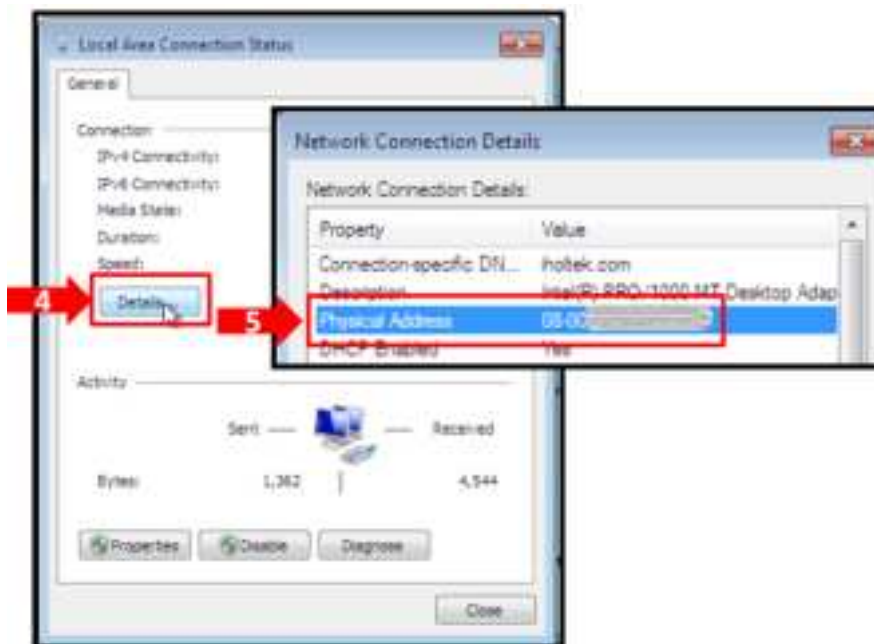 Local Area Connection Status
General
Connection
IPv4 Connectivity:
IPv6 Connectivity:
Media State:
Duration:
Speed:
4
Details...
Activity
Sent
Received
Bytes:
1,362
4,544
Properties
Disable
Diagnose
Close
Network Connection Details
Network Connection Details:
Property
Value
Connection-specific DN...
Description
Intel(R) PRO/1000 MT Desktop Adap
5
Physical Address
08-00
DHCP Enabled
Yes